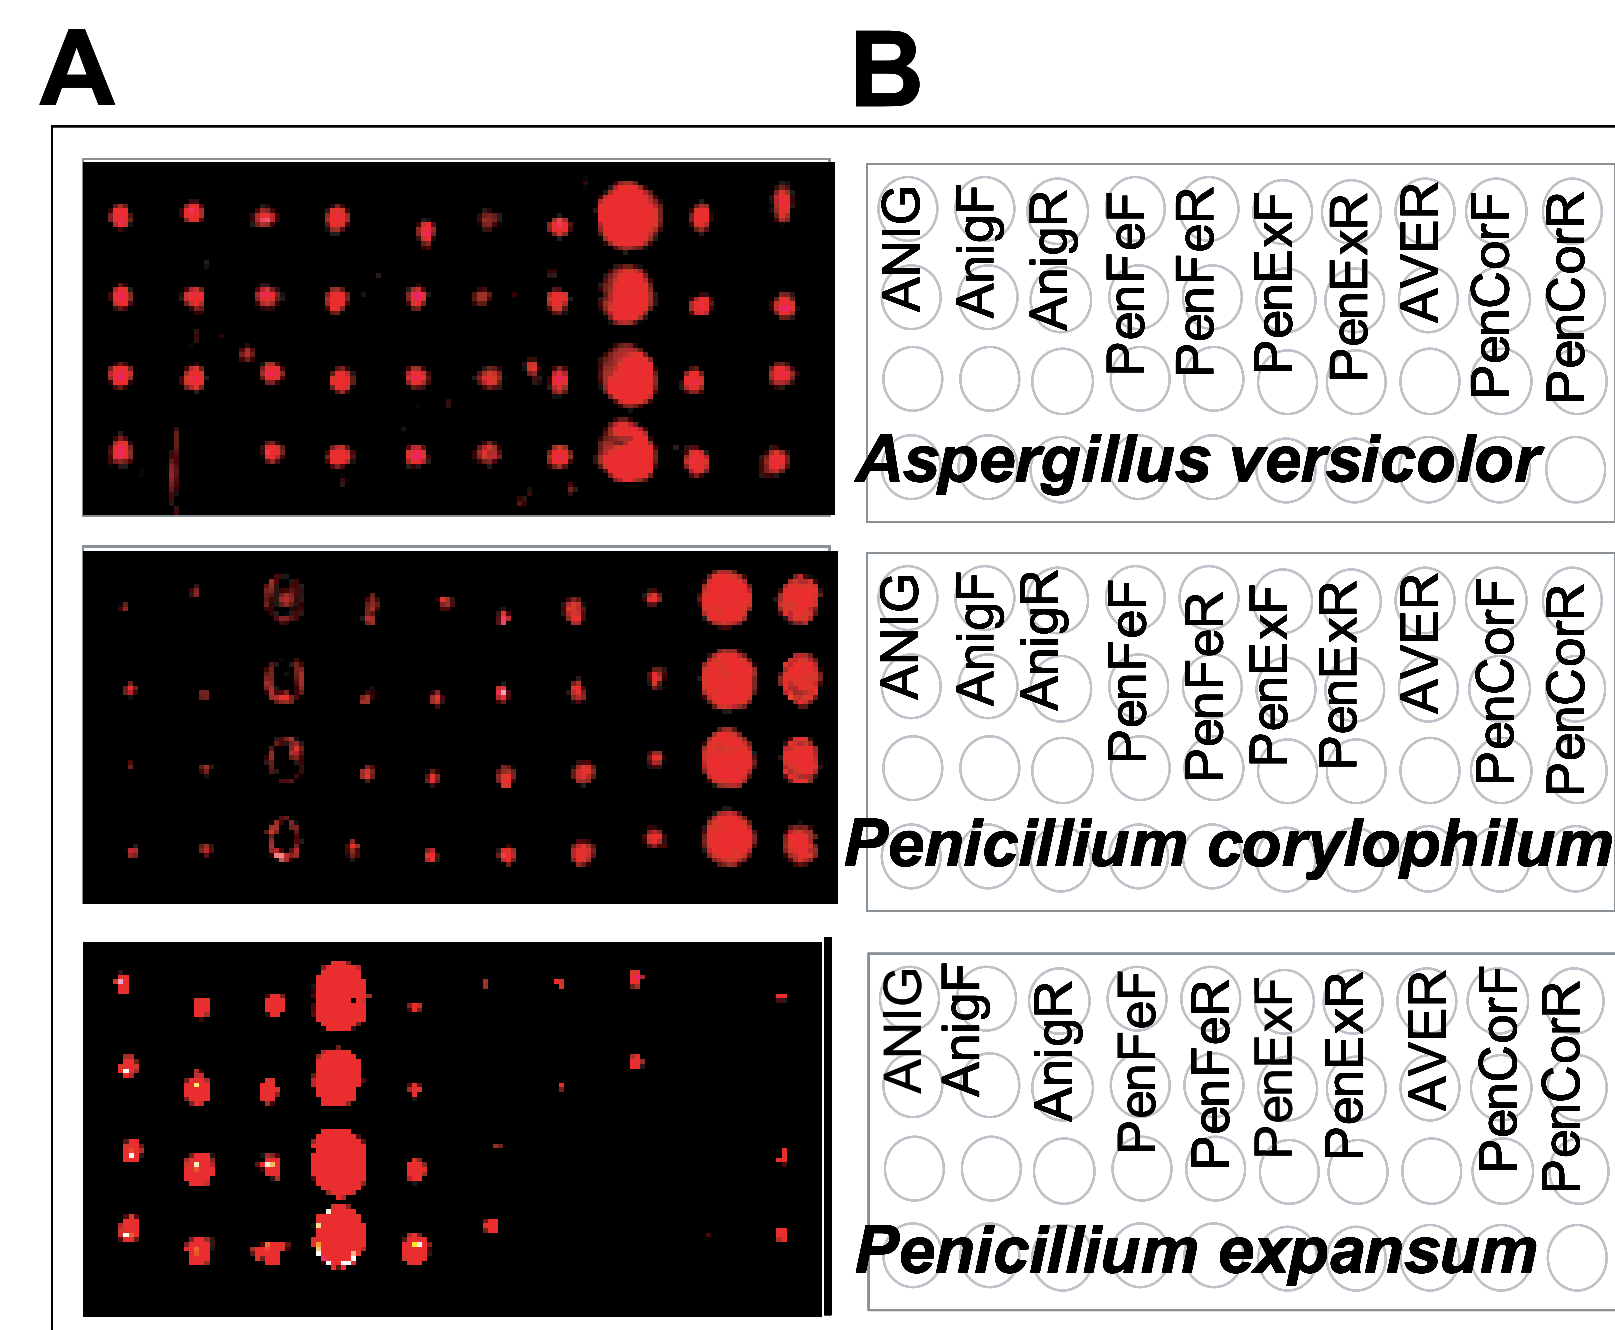 A
B
ANIG
AnigF
AnigR
PenFeF
PenFeR
PenExF
PenExR
AVER
PenCorF
PenCorR
Aspergillus versicolor
ANIG
AnigF
AnigR
PenFeF
PenFeR
PenExF
PenExR
AVER
PenCorF
PenCorR
Penicillium corylophilum
ANIG
AnigF
AnigR
PenFeF
PenFeR
PenExF
PenExR
AVER
PenCorF
PenCorR
Penicillium expansum